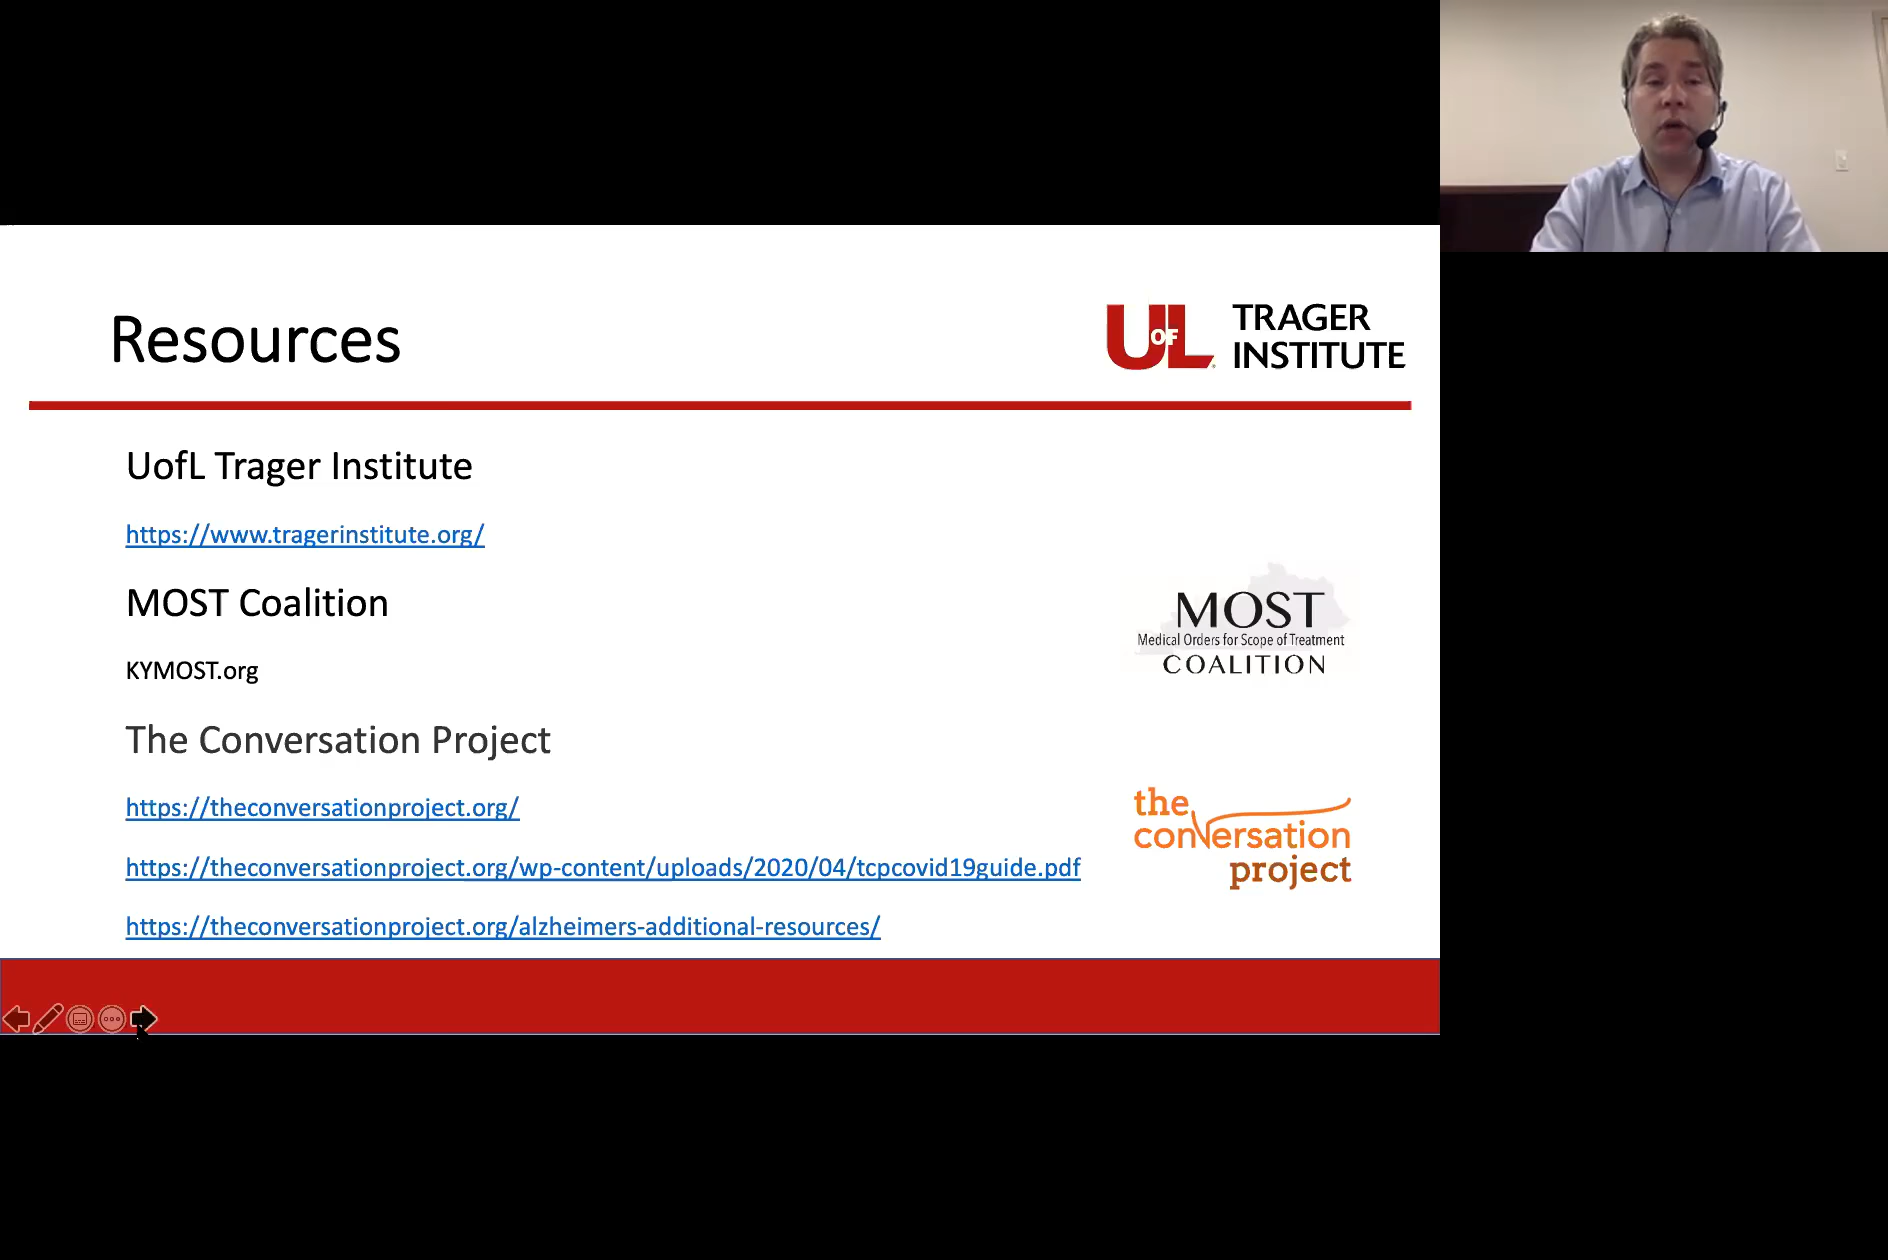 Resources
UOFL TRAGER
INSTITUTE
UofL Trager Institute
https://www.tragerinstitute.org/
MOST Coalition
KYMOST.org
MOST
Medical Orders for Scope of Treatment
COALITION
The Conversation Project
https://theconversationproject.org/
https://theconversationproject.org/wp-content/uploads/2020/04/tcpcovid19guide.pdf
https://theconversationproject.org/alzheimers-additional-resources/
the
conversation
project